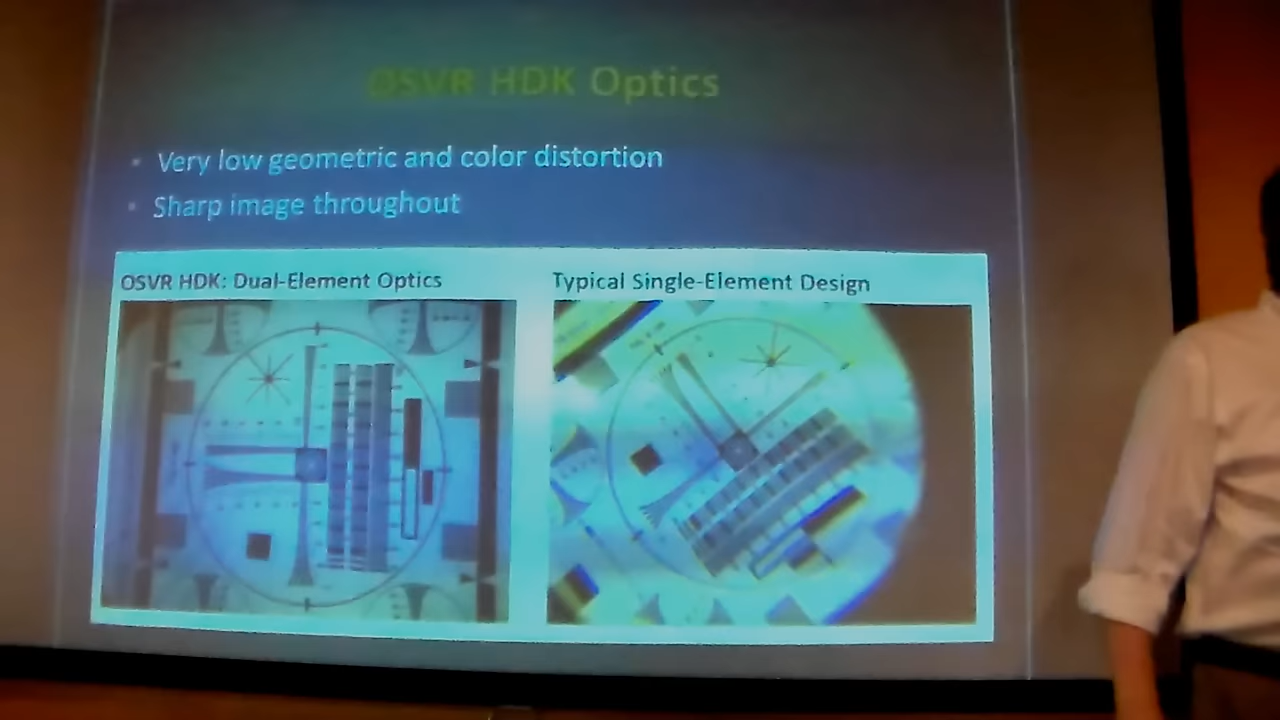 OSVR HDK Optics
• Very low geometric and color distortion
• Sharp image throughout
OSVR HDK: Dual-Element Optics
Typical Single-Element Design